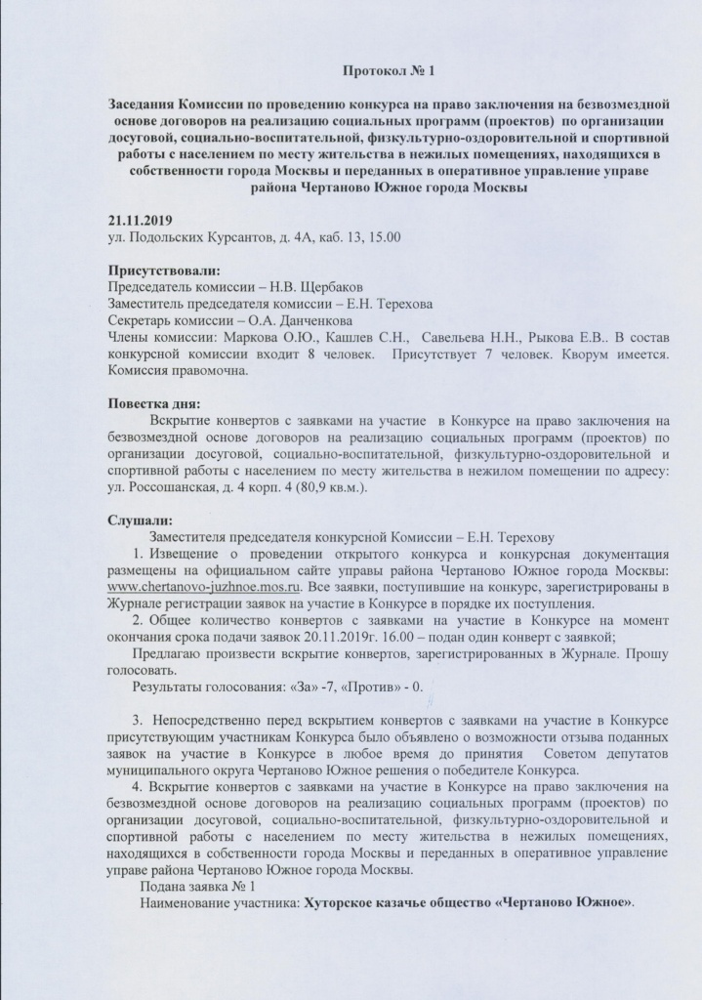 Протокол № 1
Заседания Комиссии по проведению конкурса на право заключения на безвозмездной
основе договоров на реализацию социальных программ (проектов) по организации
досуговой, социально-воспитательной, физкультурно-оздоровительной и спортивной
работы с населением по месту жительства в нежилых помещениях, находящихся в
собственности города Москвы и переданных в оперативное управление управе
района Чертаново Южное города Москвы
21.11.2019
ул. Подольских Курсантов, д. 4А, каб. 13, 15.00
Присутствовали:
Председатель комиссии – Н.В. Щербаков
Заместитель председателя комиссии – Е.Н. Терехова
Секретарь комиссии – О.А. Данченкова
Члены комиссии: Маркова О.Ю., Кашлев С.Н., Савельева Н.Н., Рыкова Е.В.. В состав
конкурсной комиссии входит 8 человек. Присутствует 7 человек. Кворум имеется.
Комиссия правомочна.
Повестка дня:
Вскрытие конвертов с заявками на участие в Конкурсе на право заключения на
безвозмездной основе договоров на реализацию социальных программ (проектов) по
организации досуговой, социально-воспитательной, физкультурно-оздоровительной и
спортивной работы с населением по месту жительства в нежилом помещении по адресу:
ул. Россошанская, д. 4 корп. 4 (80,9 кв.м.).
Слушали:
Заместителя председателя конкурсной Комиссии – Е.Н. Терехову
1. Извещение о проведении открытого конкурса и конкурсная документация
размещены на официальном сайте управы района Чертаново Южное города Москвы:
www.chertanovo-juzhnoe.mos.ru. Все заявки, поступившие на конкурс, зарегистрированы в
Журнале регистрации заявок на участие в Конкурсе в порядке их поступления.
2. Общее количество конвертов с заявками на участие в Конкурсе на момент
окончания срока подачи заявок 20.11.2019г. 16.00 – подан один конверт с заявкой;
Предлагаю произвести вскрытие конвертов, зарегистрированных в Журнале. Прошу
голосовать.
Результаты голосования: «За» -7, «Против» - 0.
3. Непосредственно перед вскрытием конвертов с заявками на участие в Конкурсе
присутствующим участникам Конкурса было объявлено о возможности отзыва поданных
заявок на участие в Конкурсе в любое время до принятия Советом депутатов
муниципального округа Чертаново Южное решения о победителе Конкурса.
4. Вскрытие конвертов с заявками на участие в Конкурсе на право заключения на
безвозмездной основе договоров на реализацию социальных программ (проектов) по
организации досуговой, социально-воспитательной, физкультурно-оздоровительной и
спортивной работы с населением по месту жительства в нежилых помещениях,
находящихся в собственности города Москвы и переданных в оперативное управление
управе района Чертаново Южное города Москвы.
Подана заявка № 1
Наименование участника: Хуторское казачье общество «Чертаново Южное».